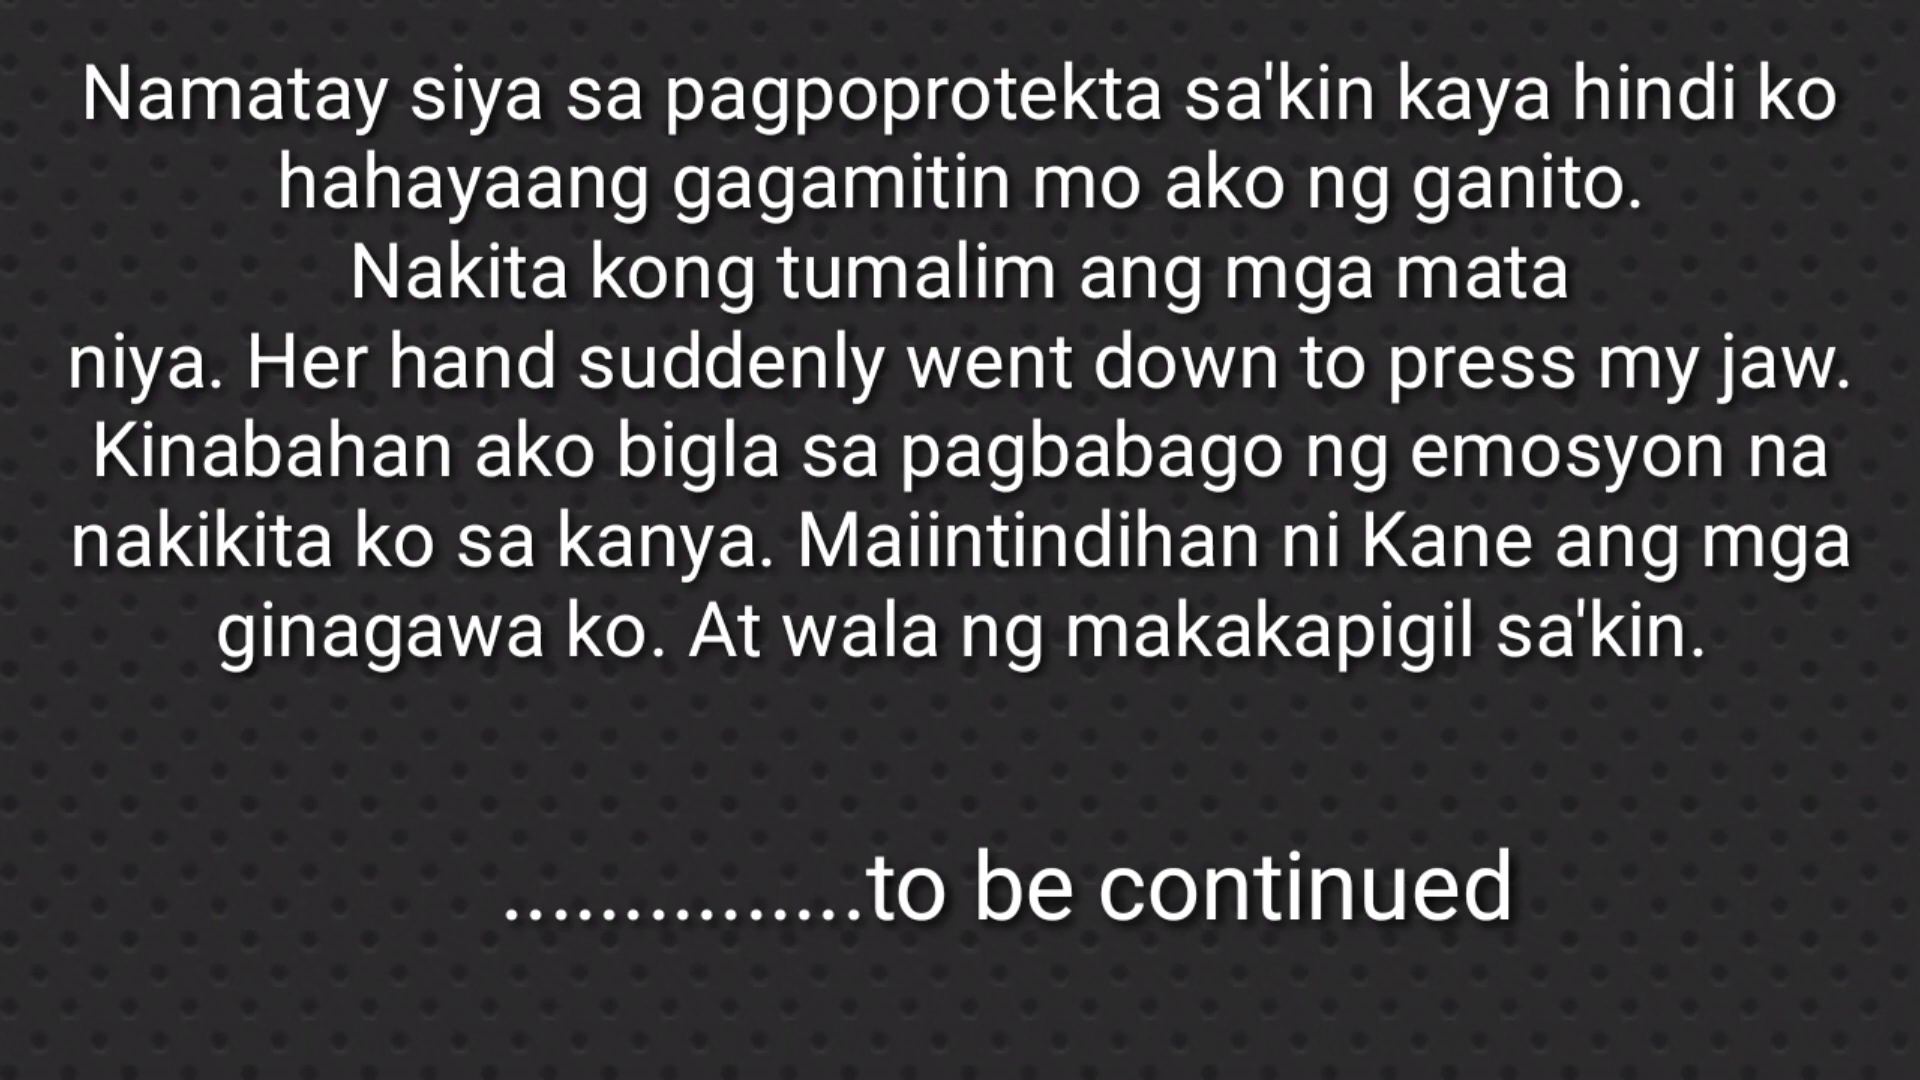 Namatay siya sa pagpoprotekta sa'kin kaya hindi ko
hahayaang gagamitin mo ako ng ganito.
Nakita kong tumalim ang mga mata
niya. Her hand suddenly went down to press my jaw.
Kinabahan ako bigla sa pagbabago ng emosyon na
nakikita ko sa kanya. Maiintindihan ni Kane ang mga
ginagawa ko. At wala ng makakapigil sa'kin.
...............to be continued